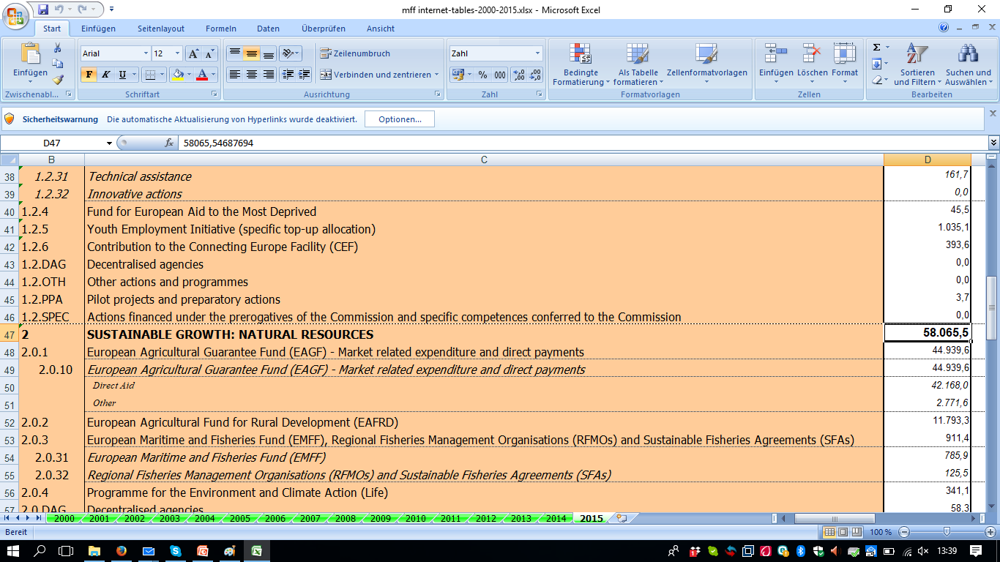 mff internet-tables-2000-2015.xlsx - Microsoft Excel
Start Einfügen Seitenlayout Formeln Daten Überprüfen Ansicht
Einfügen
Arial 12
F K U
Zeilenumbruch
Verbinden und zentrieren
Zahl
% 000
Bedingte Formatierung
Als Tabelle formatieren
Zellenformatvorlagen
Einfügen Löschen Format
Sortieren und Filtern
Suchen und Auswählen
Zwischenabl... Schriftart Ausrichtung Zahl Formatvorlagen Zellen Bearbeiten
Sicherheitswarnung Die automatische Aktualisierung von Hyperlinks wurde deaktiviert. Optionen...
D47 fx 58065,54687694
B C D
38 1.2.31 Technical assistance 161,7
39 1.2.32 Innovative actions 0,0
40 1.2.4 Fund for European Aid to the Most Deprived 45,5
41 1.2.5 Youth Employment Initiative (specific top-up allocation) 1.035,1
42 1.2.6 Contribution to the Connecting Europe Facility (CEF) 393,6
43 1.2.DAG Decentralised agencies 0,0
44 1.2.OTH Other actions and programmes 0,0
45 1.2.PPA Pilot projects and preparatory actions 3,7
46 1.2.SPEC Actions financed under the prerogatives of the Commission and specific competences conferred to the Commission 0,0
47 2 SUSTAINABLE GROWTH: NATURAL RESOURCES 58.065,5
48 2.0.1 European Agricultural Guarantee Fund (EAGF) - Market related expenditure and direct payments 44.939,6
49 2.0.10 European Agricultural Guarantee Fund (EAGF) - Market related expenditure and direct payments 44.939,6
50 Direct Aid 42.168,0
51 Other 2.771,6
52 2.0.2 European Agricultural Fund for Rural Development (EAFRD) 11.793,3
53 2.0.3 European Maritime and Fisheries Fund (EMFF), Regional Fisheries Management Organisations (RFMOs) and Sustainable Fisheries Agreements (SFAs) 911,4
54 2.0.31 European Maritime and Fisheries Fund (EMFF) 785,9
55 2.0.32 Regional Fisheries Management Organisations (RFMOs) and Sustainable Fisheries Agreements (SFAs) 125,5
56 2.0.4 Programme for the Environment and Climate Action (Life) 341,1
57 2.0.DAG Decentralised agencies 58,3
2000 2001 2002 2003 2004 2005 2006 2007 2008 2009 2010 2011 2012 2013 2014 2015
Bereit 100 %
13:39